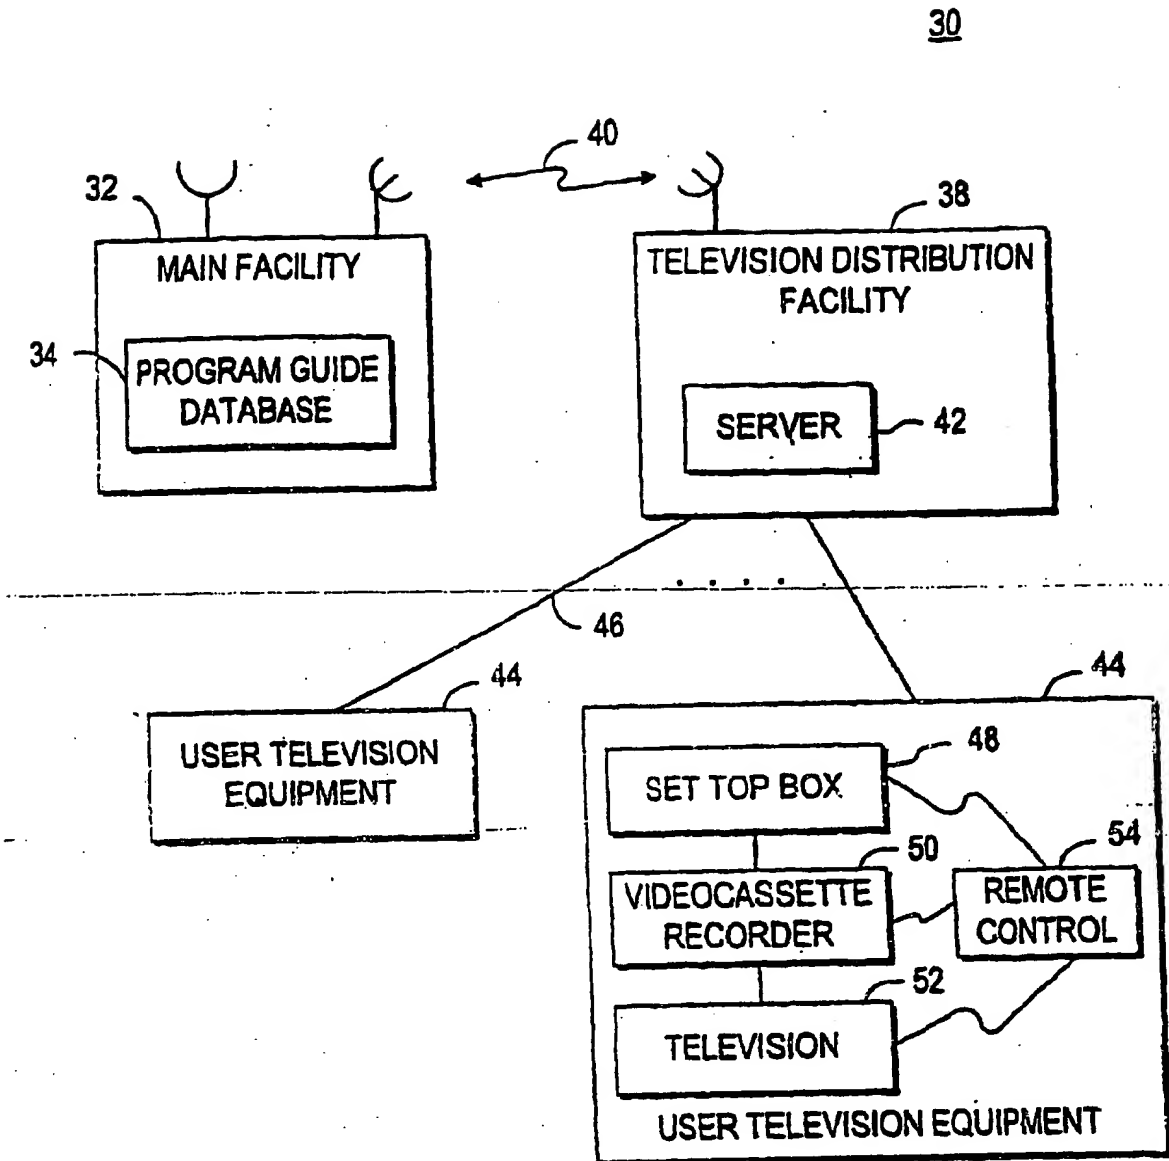 30
40
32
38
MAIN FACILITY
TELEVISION DISTRIBUTION
FACILITY
34
PROGRAM GUIDE
DATABASE
SERVER
42
46
44
44
USER TELEVISION
EQUIPMENT
48
SET TOP BOX
50
54
VIDEOCASSETTE
RECORDER
REMOTE
CONTROL
52
TELEVISION
USER TELEVISION EQUIPMENT